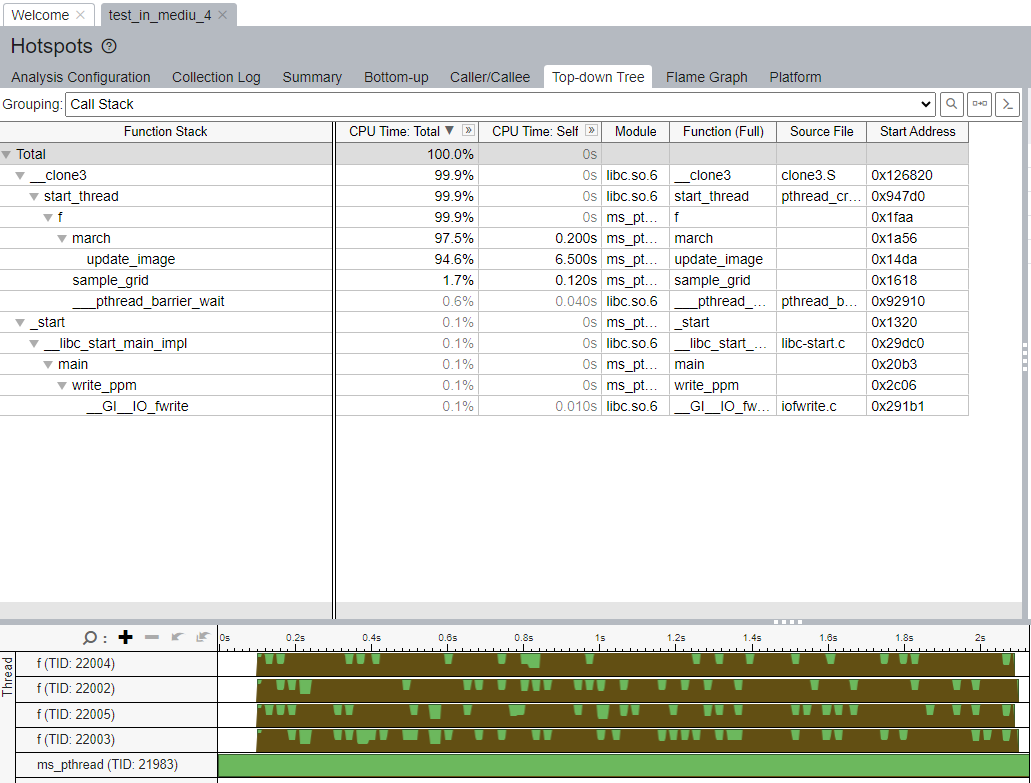 Welcome × test_in_mediu_4 ×
Hotspots ?
Analysis Configuration Collection Log Summary Bottom-up Caller/Callee Top-down Tree Flame Graph Platform
Grouping: Call Stack
Function Stack CPU Time: Total ▼ » CPU Time: Self » Module Function (Full) Source File Start Address
Total 100.0% 0s
__clone3 99.9% 0s libc.so.6 __clone3 clone3.S 0x126820
start_thread 99.9% 0s libc.so.6 start_thread pthread_cr... 0x947d0
f 99.9% 0s ms_pt... f 0x1faa
march 97.5% 0.200s ms_pt... march 0x1a56
update_image 94.6% 6.500s ms_pt... update_image 0x14da
sample_grid 1.7% 0.120s ms_pt... sample_grid 0x1618
___pthread_barrier_wait 0.6% 0.040s libc.so.6 ___pthread_... pthread_b... 0x92910
_start 0.1% 0s ms_pt... _start 0x1320
__libc_start_main_impl 0.1% 0s libc.so.6 __libc_start_... libc-start.c 0x29dc0
main 0.1% 0s ms_pt... main 0x20b3
write_ppm 0.1% 0s ms_pt... write_ppm 0x2c06
__GI__IO_fwrite 0.1% 0.010s libc.so.6 __GI__IO_fw... iofwrite.c 0x291b1
: + − 0s 0.2s 0.4s 0.6s 0.8s 1s 1.2s 1.4s 1.6s 1.8s 2s
Thread
f (TID: 22004)
f (TID: 22002)
f (TID: 22005)
f (TID: 22003)
ms_pthread (TID: 21983)